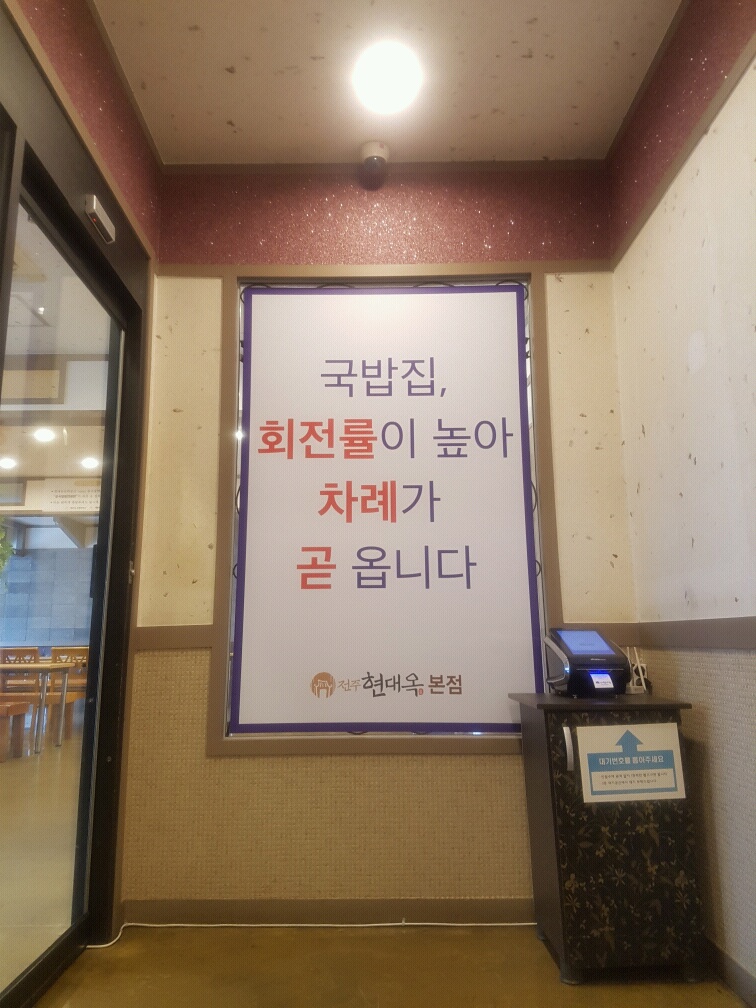 국밥집,
회전률이 높아
차례가
곧 옵니다
전주 현대옥 본점
대기번호를 뽑아주세요